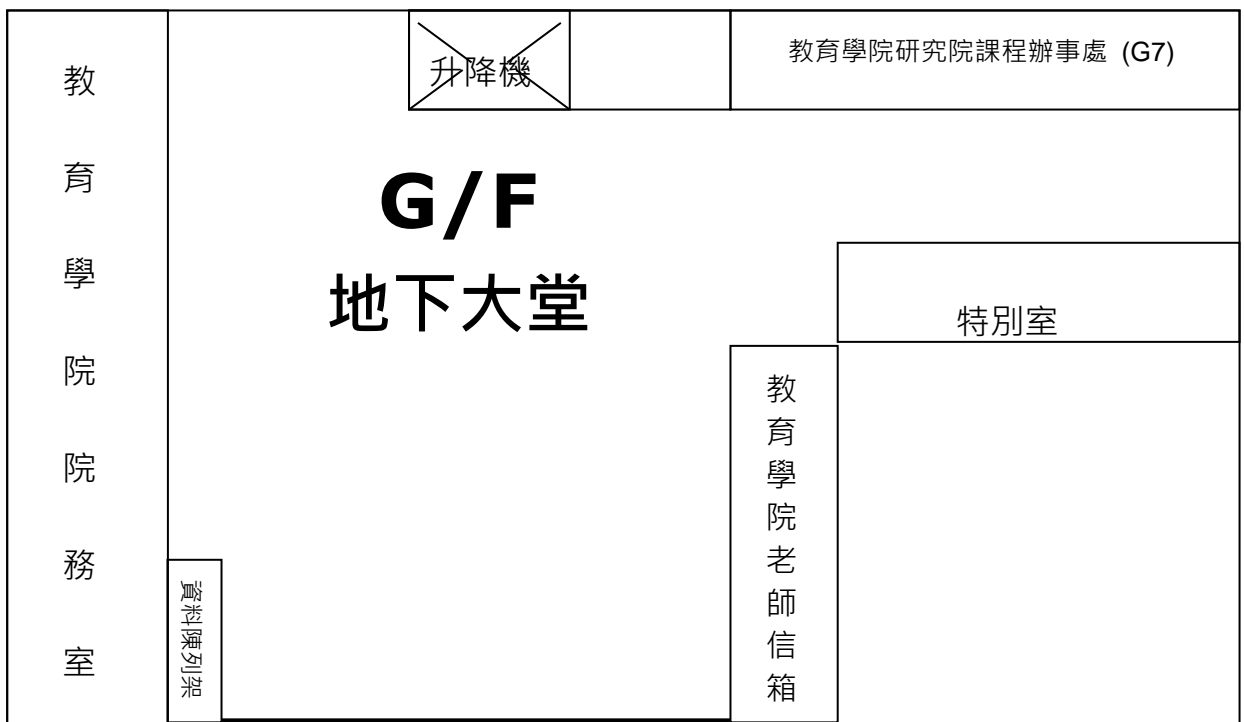 教育學院院務室
升降機
教育學院研究院課程辦事處 (G7)
G/F
地下大堂
特別室
教育學院老師信箱
資料陳列架